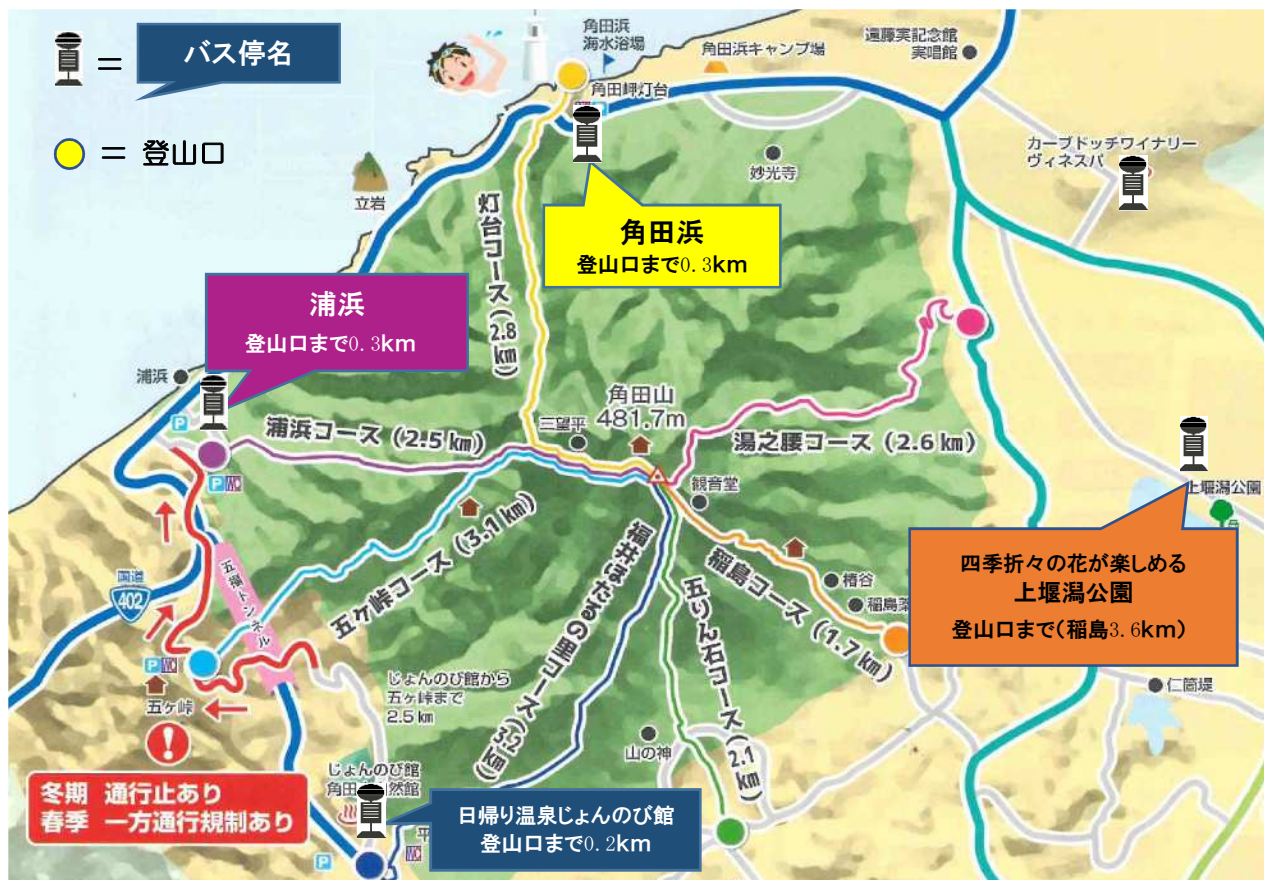 =
バス停名
= 登山口
角田浜
海水浴場
角田浜キャンプ場
遠藤実記念館
実唱館
角田岬灯台
カーブドッチワイナリー
ヴィネスパ
妙光寺
立岩
角田浜
登山口まで0.3km
灯台コース(2.8km)
浦浜
登山口まで0.3km
浦浜
P
浦浜コース(2.5km)
三望平
角田山
481.7m
湯之腰コース(2.6km)
観音堂
上堰潟公園
P WC
五ケ峠コース(3.1km)
福井ほたるの里コース(3.2km)
五りん石コース(2.1km)
稲島コース(1.7km)
椿谷
四季折々の花が楽しめる
上堰潟公園
登山口まで(稲島3.6km)
国道
402
五福トンネル
P WC
五ケ峠
じょんのび館から
五ケ峠まで
2.5km
仁箇堤
山の神
!
冬期 通行止あり
春季 一方通行規制あり
じょんのび館
日帰り温泉じょんのび館
登山口まで0.2km
P
WC